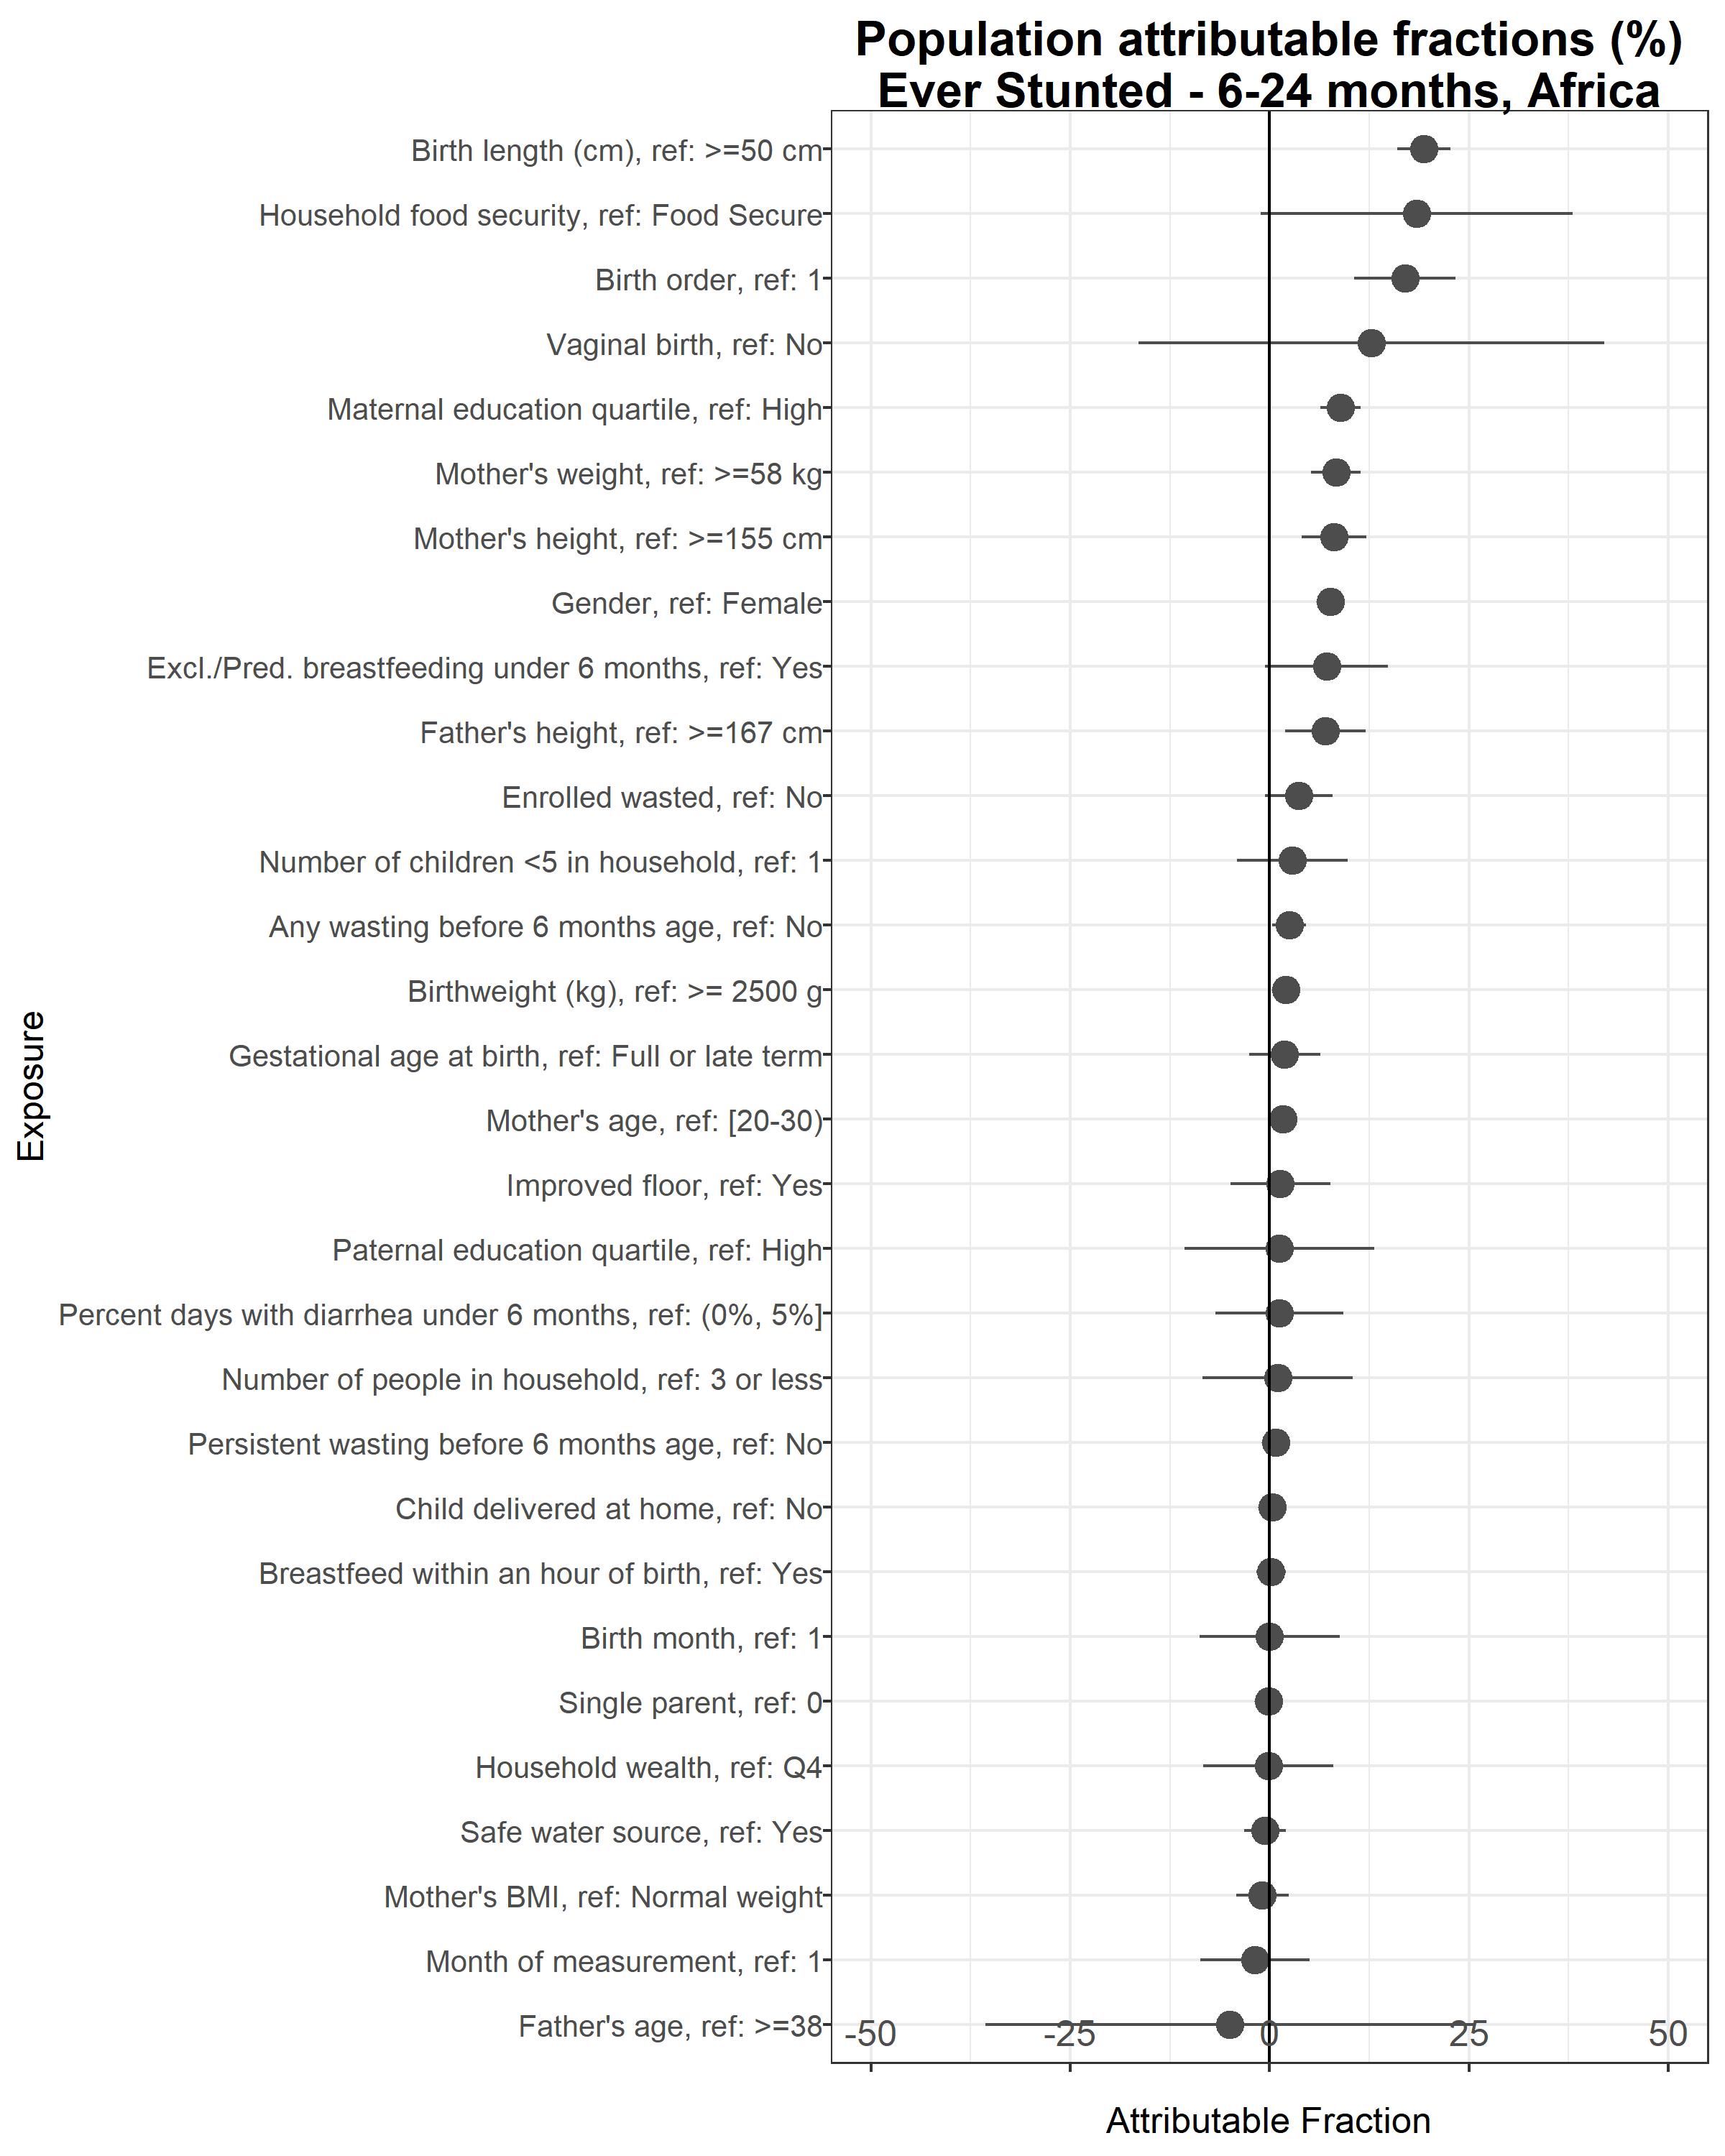 Population attributable fractions (%)
Ever Stunted - 6-24 months, Africa
Exposure
Birth length (cm), ref: >=50 cm
Household food security, ref: Food Secure
Birth order, ref: 1
Vaginal birth, ref: No
Maternal education quartile, ref: High
Mother's weight, ref: >=58 kg
Mother's height, ref: >=155 cm
Gender, ref: Female
Excl./Pred. breastfeeding under 6 months, ref: Yes
Father's height, ref: >=167 cm
Enrolled wasted, ref: No
Number of children <5 in household, ref: 1
Any wasting before 6 months age, ref: No
Birthweight (kg), ref: >= 2500 g
Gestational age at birth, ref: Full or late term
Mother's age, ref: [20-30)
Improved floor, ref: Yes
Paternal education quartile, ref: High
Percent days with diarrhea under 6 months, ref: (0%, 5%]
Number of people in household, ref: 3 or less
Persistent wasting before 6 months age, ref: No
Child delivered at home, ref: No
Breastfeed within an hour of birth, ref: Yes
Birth month, ref: 1
Single parent, ref: 0
Household wealth, ref: Q4
Safe water source, ref: Yes
Mother's BMI, ref: Normal weight
Month of measurement, ref: 1
Father's age, ref: >=38
-50 -25 0 25 50
Attributable Fraction